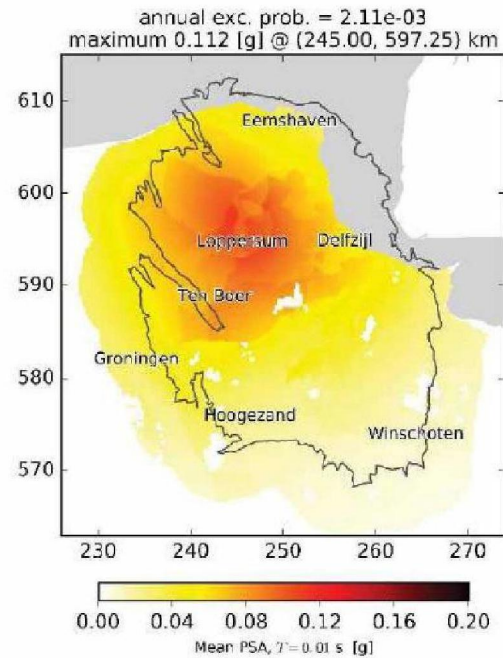 annual exc. prob. = 2.11e-03
maximum 0.112 [g] @ (245.00, 597.25) km
610
Eemshaven
600
Loppersum Delfzijl
590
Ten Boer
Groningen
580
Hoogezand
Winschoten
570
230 240 250 260 270
0.00 0.04 0.08 0.12 0.16 0.20
Mean PSA, T=0.01 s [g]